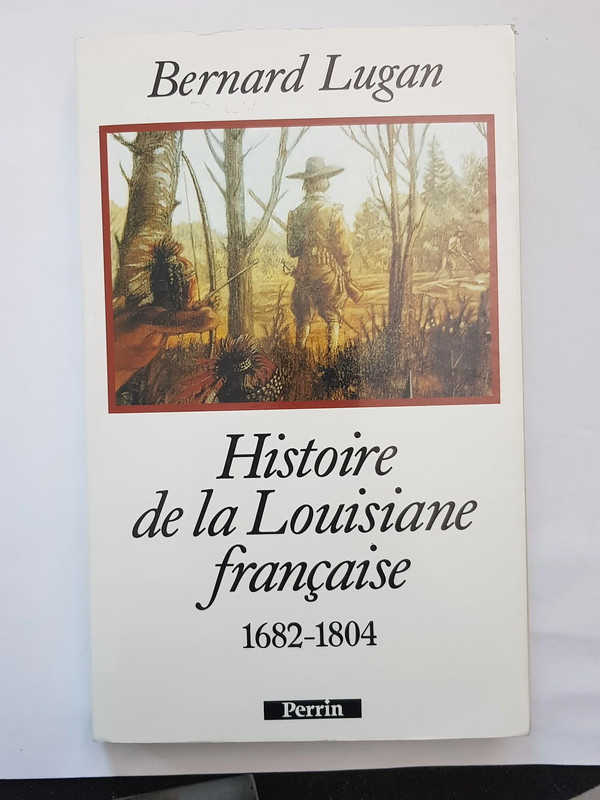 Bernard Lugan
Histoire
de la Louisiane
française
1682-1804
Perrin